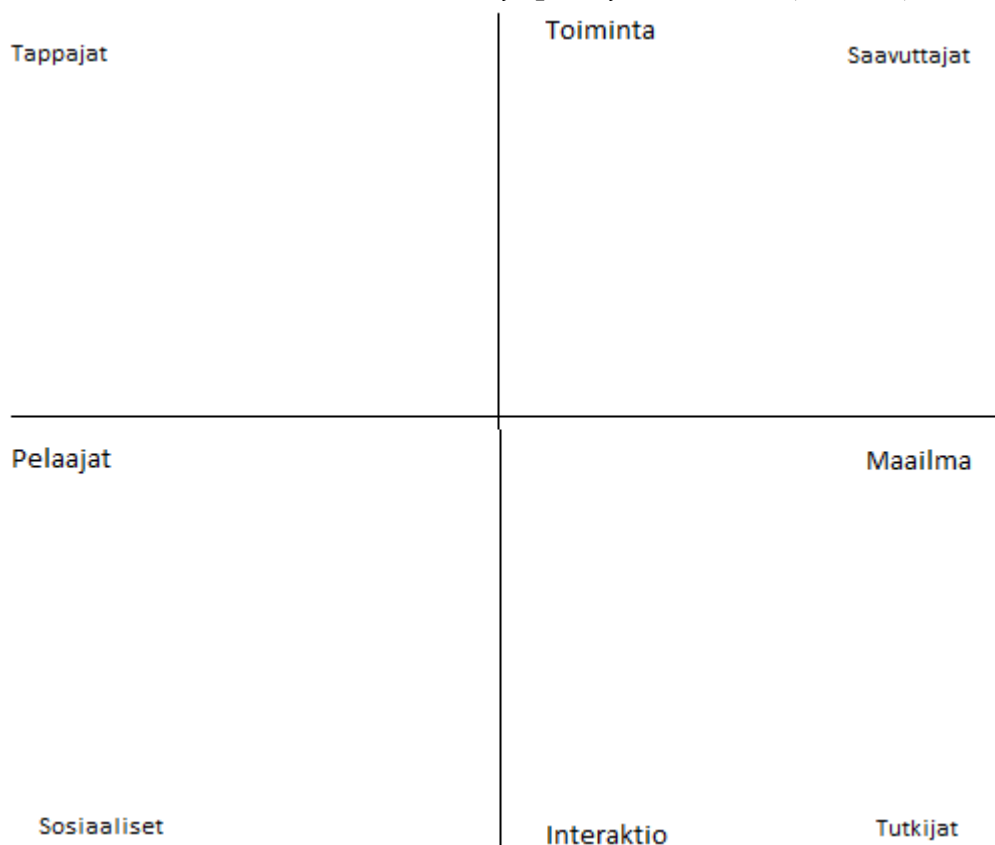 Toiminta
Tappajat
Saavuttajat
Pelaajat
Maailma
Sosiaaliset
Interaktio
Tutkijat